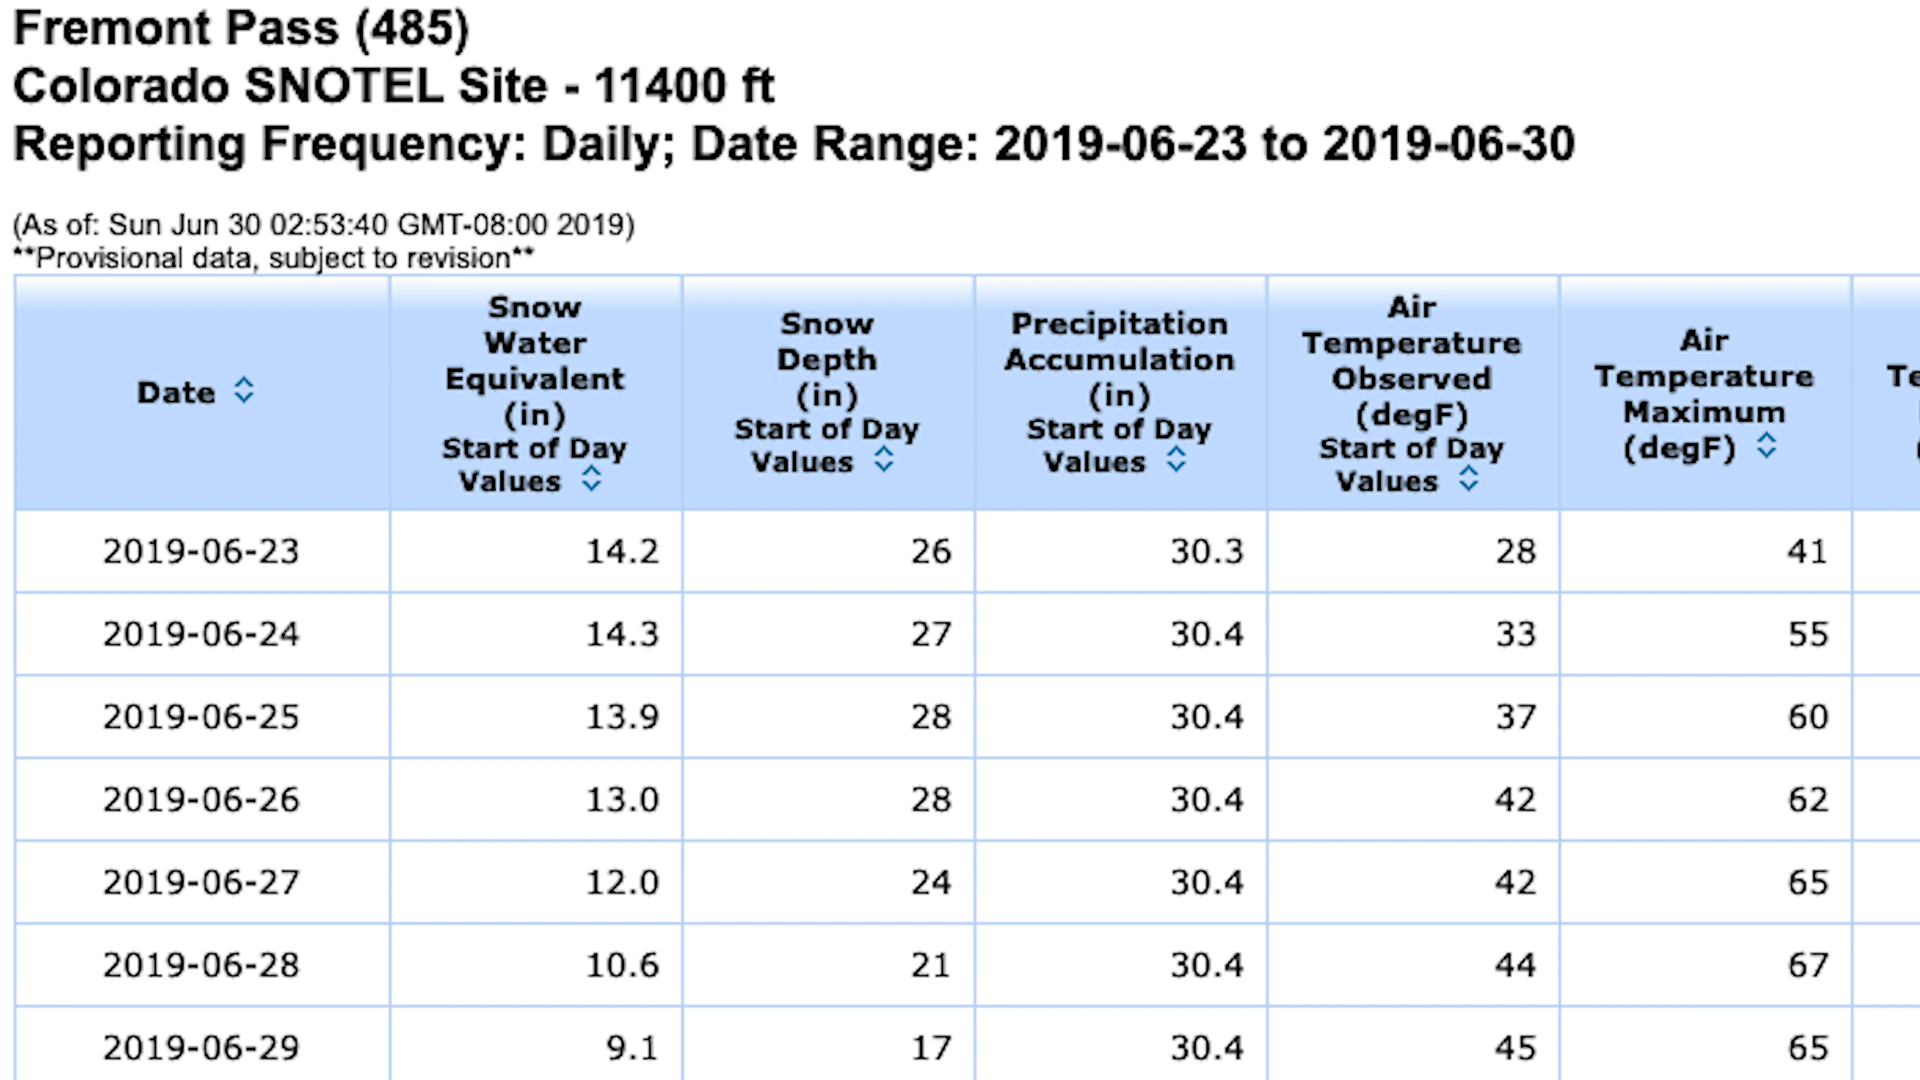 Fremont Pass (485)
Colorado SNOTEL Site - 11400 ft
Reporting Frequency: Daily; Date Range: 2019-06-23 to 2019-06-30
(As of: Sun Jun 30 02:53:40 GMT-08:00 2019)
**Provisional data, subject to revision**
Date
Snow
Water
Equivalent
(in)
Start of Day
Values
Snow
Depth
(in)
Start of Day
Values
Precipitation
Accumulation
(in)
Start of Day
Values
Air
Temperature
Observed
(degF)
Start of Day
Values
Air
Temperature
Maximum
(degF)
2019-06-23 14.2 26 30.3 28 41
2019-06-24 14.3 27 30.4 33 55
2019-06-25 13.9 28 30.4 37 60
2019-06-26 13.0 28 30.4 42 62
2019-06-27 12.0 24 30.4 42 65
2019-06-28 10.6 21 30.4 44 67
2019-06-29 9.1 17 30.4 45 65